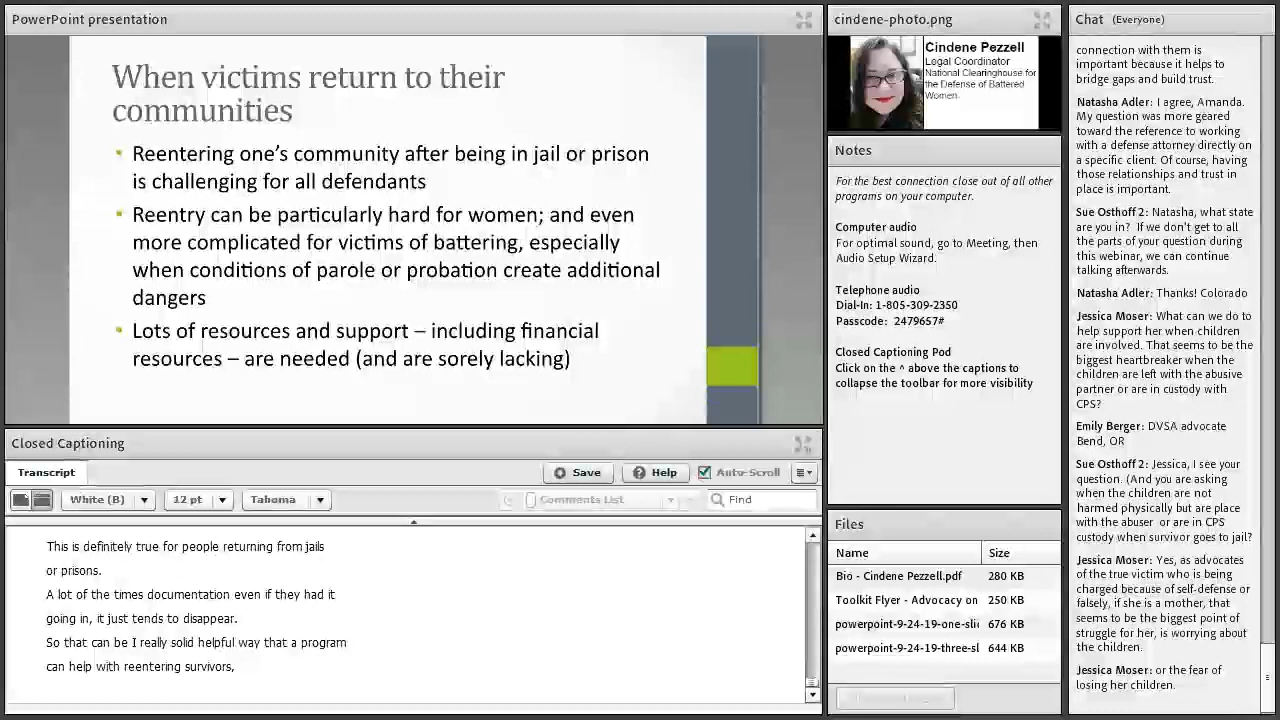 PowerPoint presentation
When victims return to their
communities
Reentering one's community after being in jail or prison
is challenging for all defendants
Reentry can be particularly hard for women; and even
more complicated for victims of battering, especially
when conditions of parole or probation create additional
dangers
Lots of resources and support – including financial
resources – are needed (and are sorely lacking)
Closed Captioning
Transcript
Save
Help
Auto-Scroll
White (B)
12 pt
Tahoma
Comments List
Find
This is definitely true for people returning from jails
or prisons.
A lot of the times documentation even if they had it
going in, it just tends to disappear.
So that can be I really solid helpful way that a program
can help with reentering survivors,
cindene-photo.png
Cindene Pezzell
Legal Coordinator
National Clearinghouse for
the Defense of Battered
Women
Notes
For the best connection close out of all other
programs on your computer.
Computer audio
For optimal sound, go to Meeting, then
Audio Setup Wizard.
Telephone audio
Dial-In: 1-805-309-2350
Passcode: 2479657#
Closed Captioning Pod
Click on the ^ above the captions to
collapse the toolbar for more visibility
Files
Name Size
Bio - Cindene Pezzell.pdf 280 KB
Toolkit Flyer - Advocacy on 250 KB
powerpoint-9-24-19-one-sli 676 KB
powerpoint-9-24-19-three-sl 644 KB
Chat (Everyone)
connection with them is
important because it helps to
bridge gaps and build trust.
Natasha Adler: I agree, Amanda.
My question was more geared
toward the reference to working
with a defense attorney directly on
a specific client. Of course, having
those relationships and trust in
place is important.
Sue Osthoff 2: Natasha, what state
are you in? If we don't get to all
the parts of your question during
this webinar, we can continue
talking afterwards.
Natasha Adler: Thanks! Colorado
Jessica Moser: What can we do to
help support her when children
are involved. That seems to be the
biggest heartbreaker when the
children are left with the abusive
partner or are in custody with
CPS?
Emily Berger: DVSA advocate
Bend, OR
Sue Osthoff 2: Jessica, I see your
question. (And you are asking
when the children are not
harmed physically but are place
with the abuser or are in CPS
custody when survivor goes to jail?
Jessica Moser: Yes, as advocates
of the true victim who is being
charged because of self-defense or
falsely, if she is a mother, that
seems to be the biggest point of
struggle for her, is worrying about
the children.
Jessica Moser: or the fear of
losing her children.